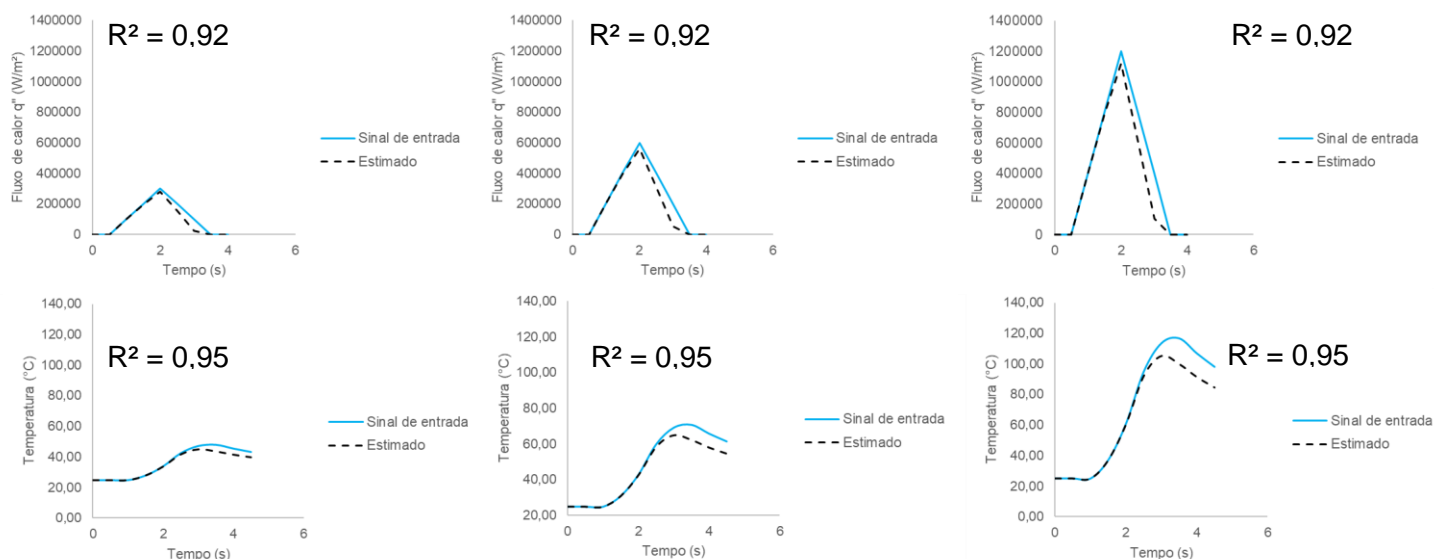 R² = 0,92
Fluxo de calor q" (W/m²)
1400000
1200000
1000000
800000
600000
400000
200000
0
0 2 4 6
Tempo (s)
Sinal de entrada
Estimado
R² = 0,92
Fluxo de calor q" (W/m²)
1400000
1200000
1000000
800000
600000
400000
200000
0
0 2 4 6
Tempo (s)
Sinal de entrada
Estimado
R² = 0,92
Fluxo de calor q" (W/m²)
1400000
1200000
1000000
800000
600000
400000
200000
0
0 2 4 6
Tempo (s)
Sinal de entrada
Estimado
R² = 0,95
Temperatura (°C)
140,00
120,00
100,00
80,00
60,00
40,00
20,00
0,00
0 2 4 6
Tempo (s)
Sinal de entrada
Estimado
R² = 0,95
Temperatura (°C)
140,00
120,00
100,00
80,00
60,00
40,00
20,00
0 2 4 6
Tempo (s)
Sinal de entrada
Estimado
R² = 0,95
Temperatura (°C)
140,00
120,00
100,00
80,00
60,00
40,00
20,00
0,00
0 2 4 6
Tempo (s)
Sinal de entrada
Estimado